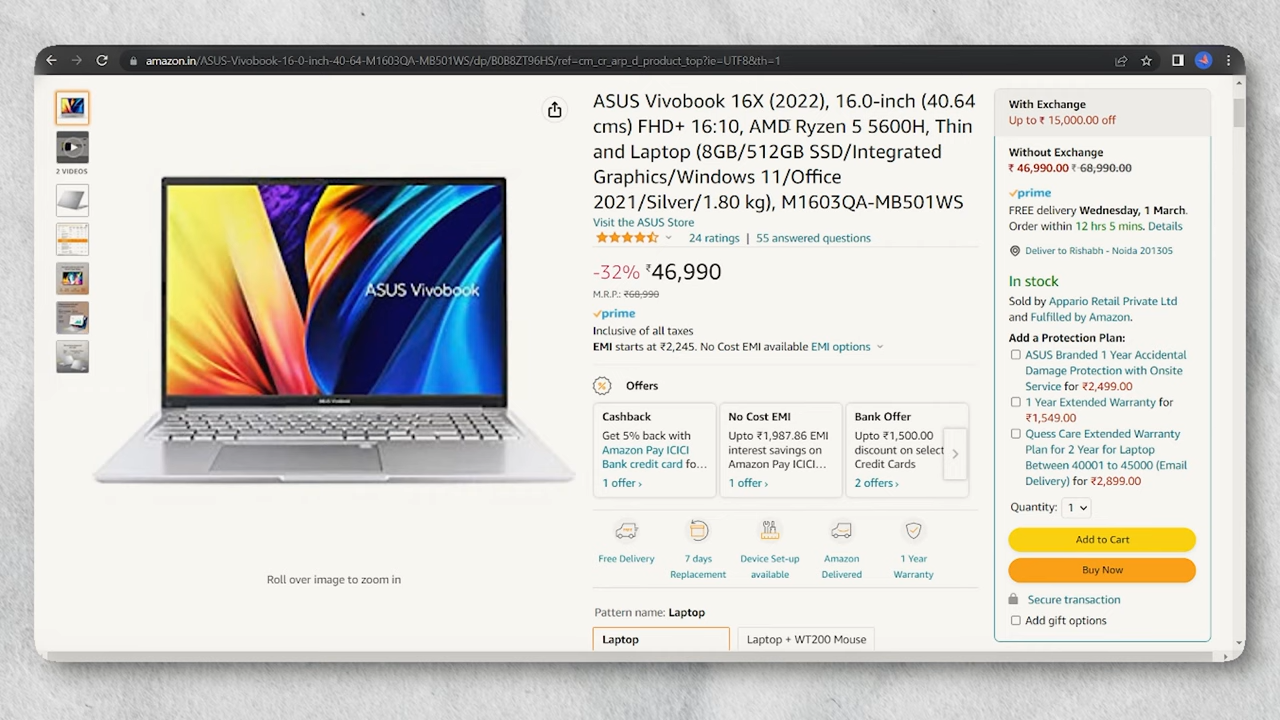 amazon.in/ASUS-Vivobook-16-0-inch-40-64-M1603QA-MB501WS/dp/B0B8ZT96HS/ref=cm_cr_arp_d_product_top?ie=UTF8&th=1
2 VIDEOS
ASUS Vivobook
Roll over image to zoom in
ASUS Vivobook 16X (2022), 16.0-inch (40.64
cms) FHD+ 16:10, AMD Ryzen 5 5600H, Thin
and Laptop (8GB/512GB SSD/Integrated
Graphics/Windows 11/Office
2021/Silver/1.80 kg), M1603QA-MB501WS
Visit the ASUS Store
24 ratings | 55 answered questions
-32% ₹46,990
M.R.P.: ₹68,990
prime
Inclusive of all taxes
EMI starts at ₹2,245. No Cost EMI available EMI options
Offers
Cashback
Get 5% back with
Amazon Pay ICICI
Bank credit card fo…
1 offer ›
No Cost EMI
Upto ₹1,987.86 EMI
interest savings on
Amazon Pay ICICI…
1 offer ›
Bank Offer
Upto ₹1,500.00
discount on select
Credit Cards
2 offers ›
Free Delivery
7 days
Replacement
Device Set-up
available
Amazon
Delivered
1 Year
Warranty
Pattern name: Laptop
Laptop
Laptop + WT200 Mouse
With Exchange
Up to ₹ 15,000.00 off
Without Exchange
₹ 46,990.00 ₹ 68,990.00
prime
FREE delivery Wednesday, 1 March.
Order within 12 hrs 5 mins. Details
Deliver to Rishabh - Noida 201305
In stock
Sold by Appario Retail Private Ltd
and Fulfilled by Amazon.
Add a Protection Plan:
ASUS Branded 1 Year Accidental
Damage Protection with Onsite
Service for ₹2,499.00
1 Year Extended Warranty for
₹1,549.00
Quess Care Extended Warranty
Plan for 2 Year for Laptop
Between 40001 to 45000 (Email
Delivery) for ₹2,899.00
Quantity: 1
Add to Cart
Buy Now
Secure transaction
Add gift options